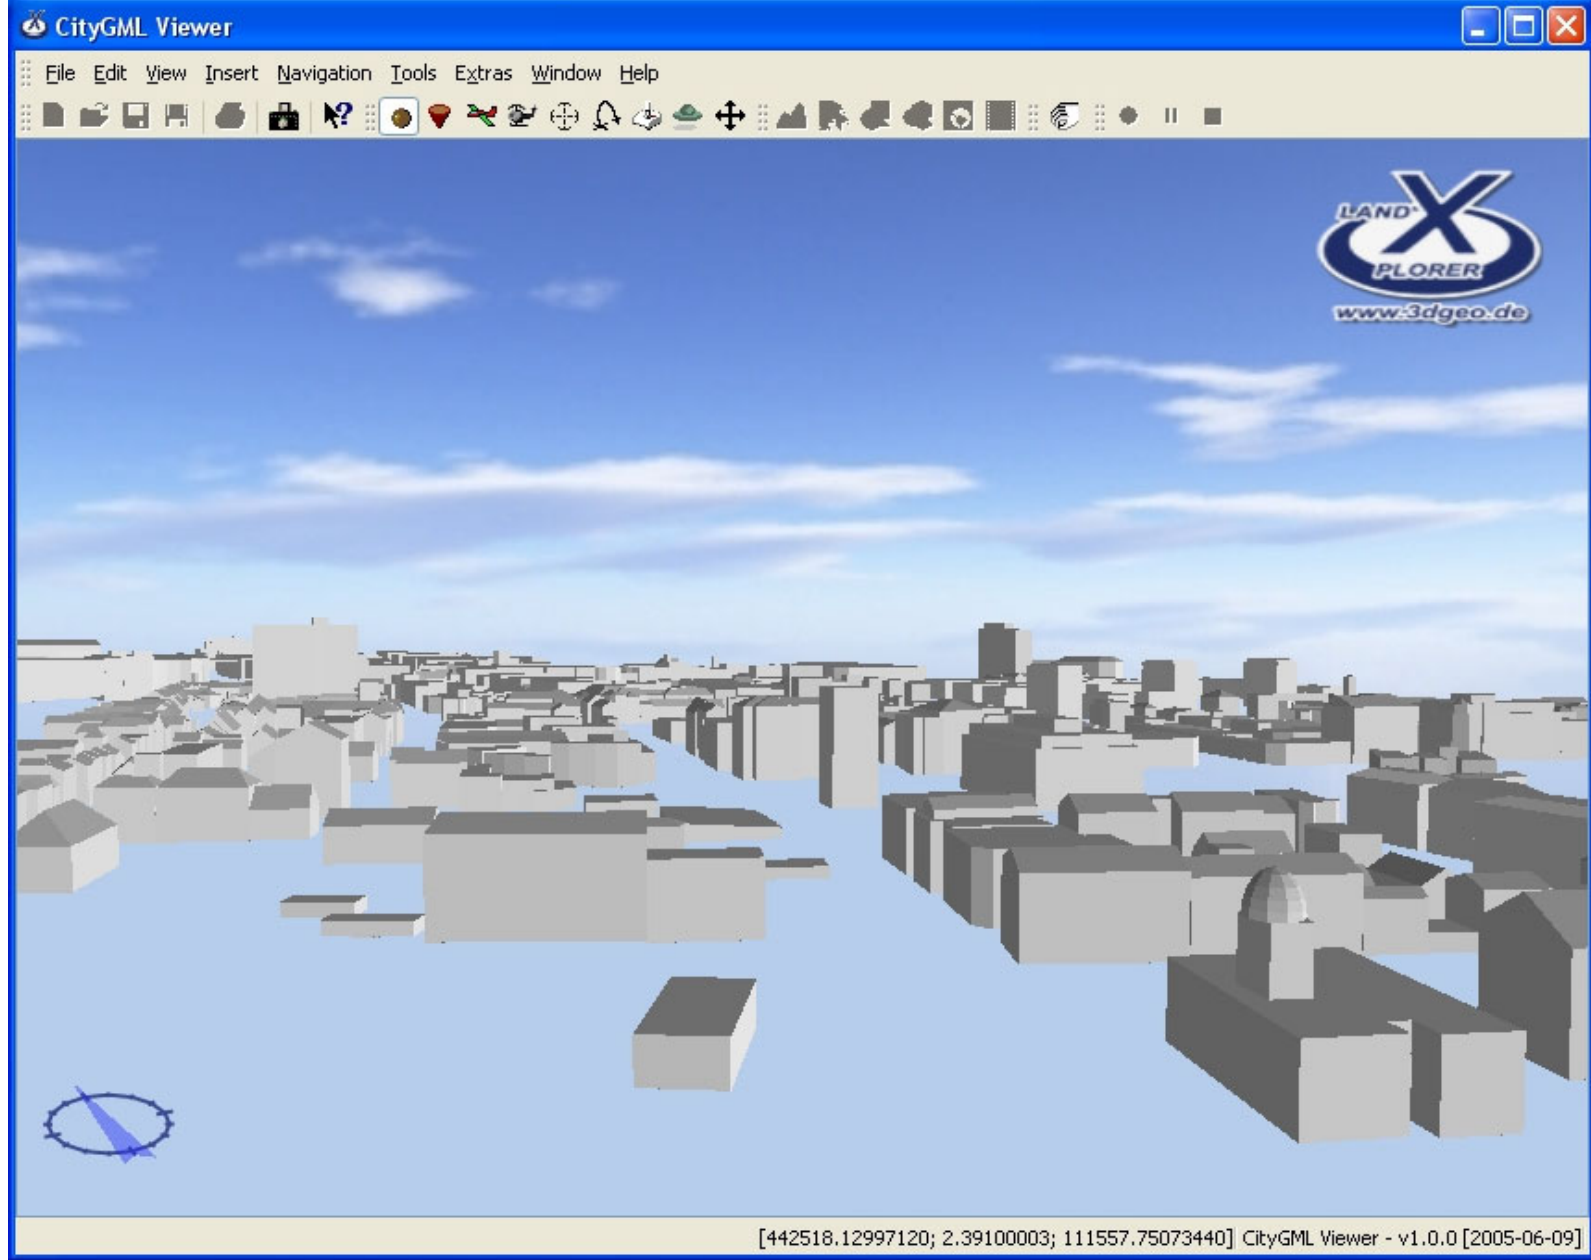 CityGML Viewer
File Edit View Insert Navigation Tools Extras Window Help
LAND
X
PLORER
www.3dgeo.de
[442518.12997120; 2.39100003; 111557.75073440] CityGML Viewer - v1.0.0 [2005-06-09]